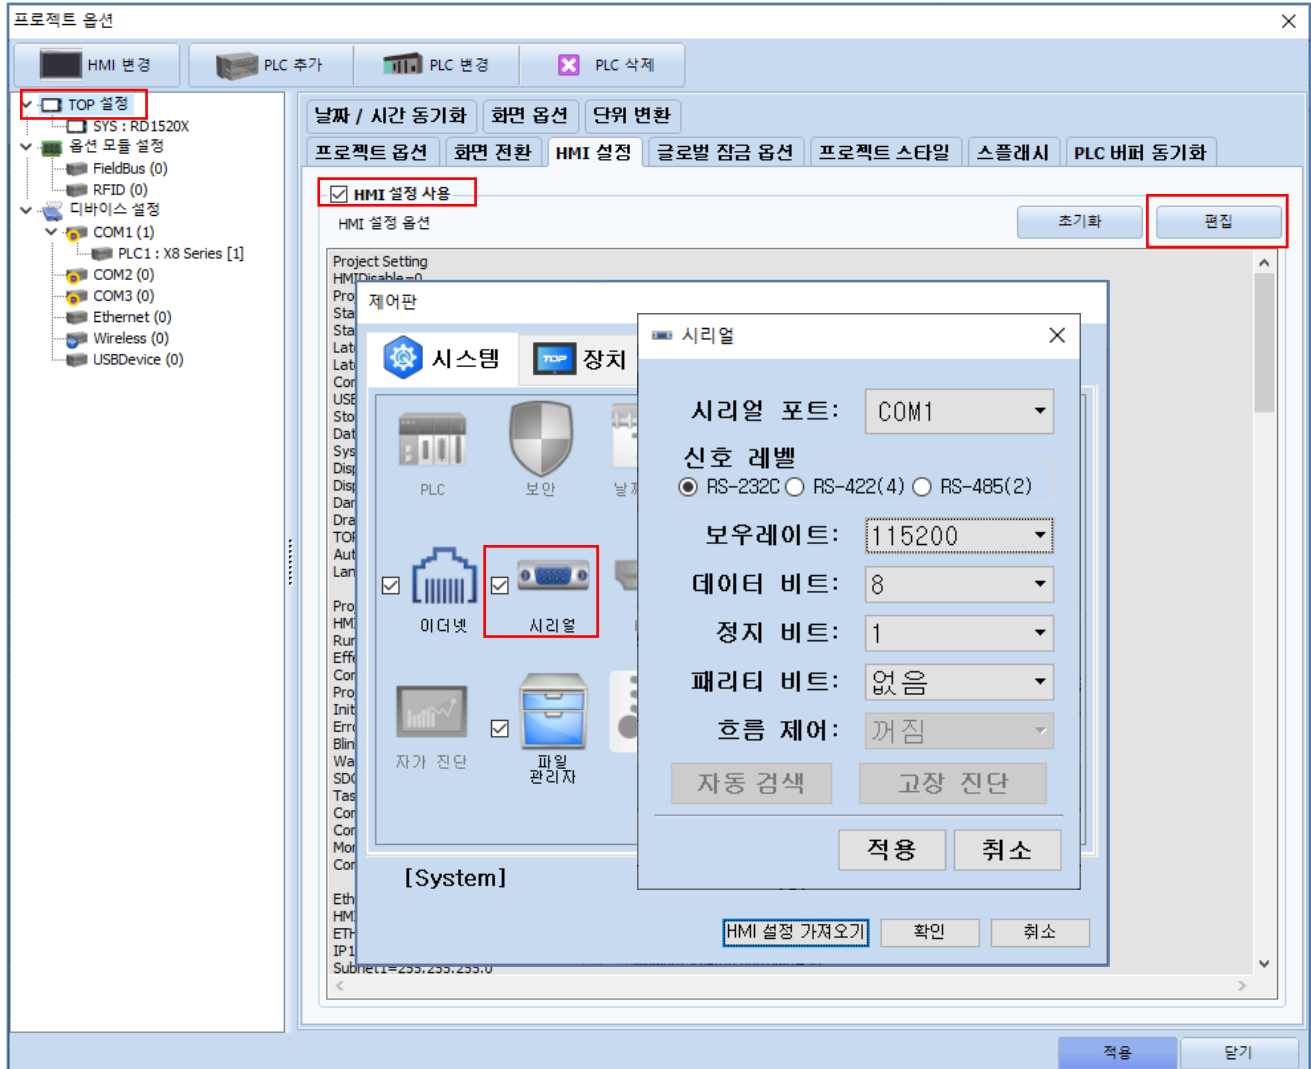 프로젝트 옵션
HMI 변경
PLC 추가
PLC 변경
PLC 삭제
TOP 설정
SYS : RD1520X
옵션 모듈 설정
FieldBus (0)
RFID (0)
디바이스 설정
COM1 (1)
PLC1 : X8 Series [1]
COM2 (0)
COM3 (0)
Ethernet (0)
Wireless (0)
USBDevice (0)
날짜 / 시간 동기화
화면 옵션
단위 변환
프로젝트 옵션
화면 전환
HMI 설정
글로벌 잠금 옵션
프로젝트 스타일
스플래시
PLC 버퍼 동기화
HMI 설정 사용
HMI 설정 옵션
초기화
편집
Project Setting
HMIDisable=0
제어판
시스템
TOP
장치
PLC
보안
이더넷
시리얼
자가 진단
파일
관리자
[System]
HMI 설정 가져오기
확인
취소
시리얼
시리얼 포트: COM1
신호 레벨
RS-232C RS-422(4) RS-485(2)
보우레이트: 115200
데이터 비트: 8
정지 비트: 1
패리티 비트: 없음
흐름 제어: 꺼짐
자동 검색
고장 진단
적용
취소
IP1
Subnet1=255.255.255.0
적용
닫기